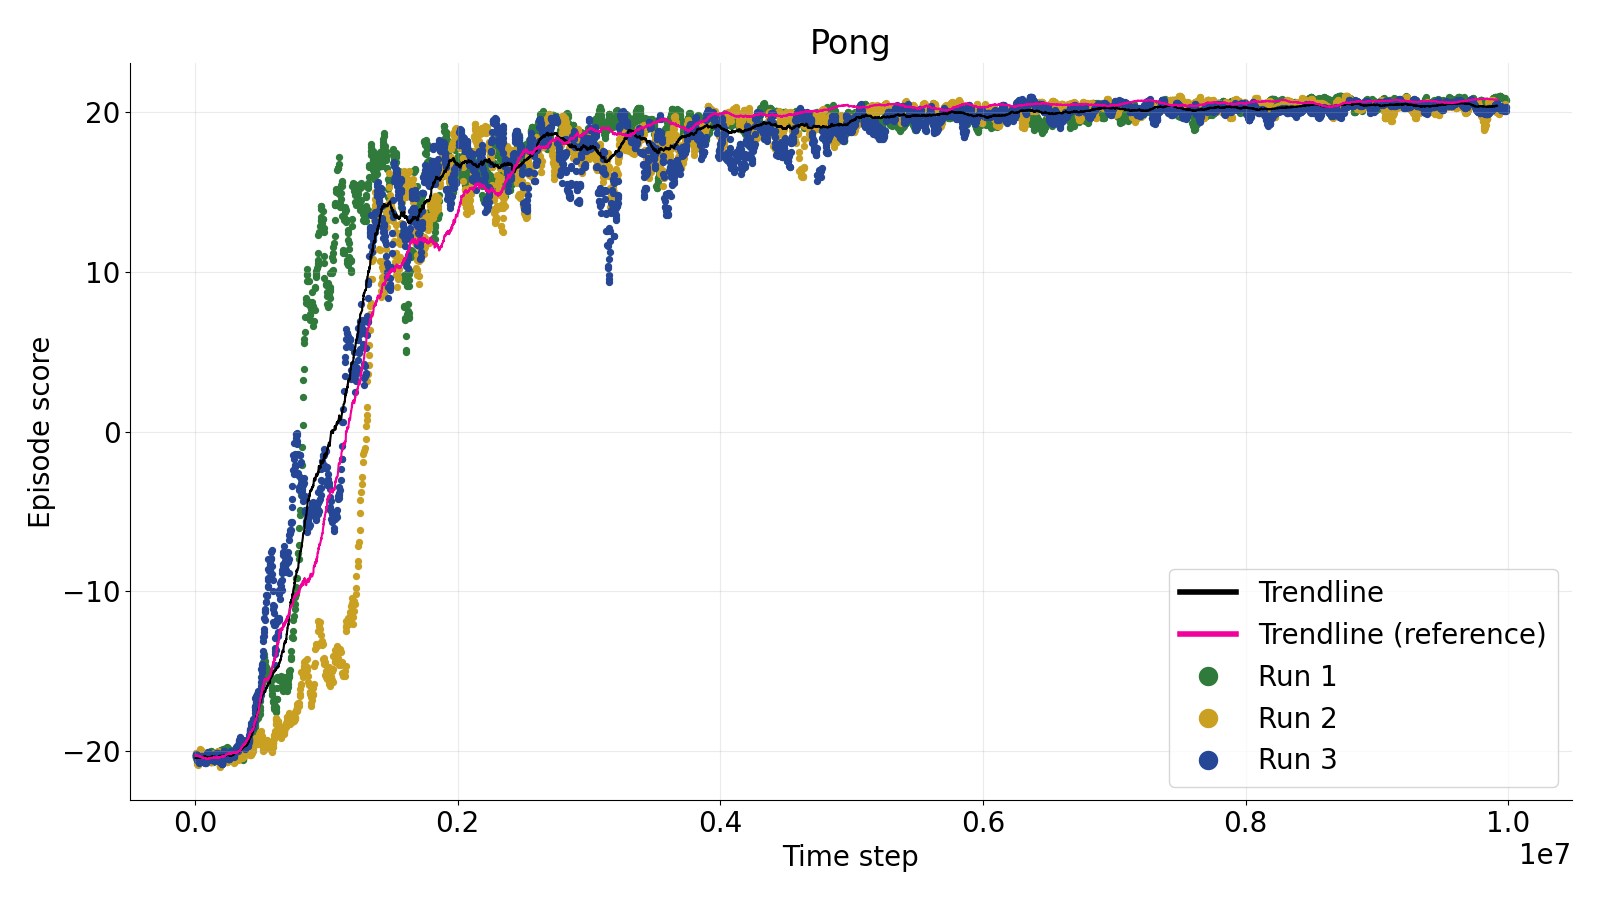 Pong
Episode score
20
10
0
−10
−20
0.0
0.2
0.4
0.6
0.8
1.0
1e7
Time step
Trendline
Trendline (reference)
Run 1
Run 2
Run 3